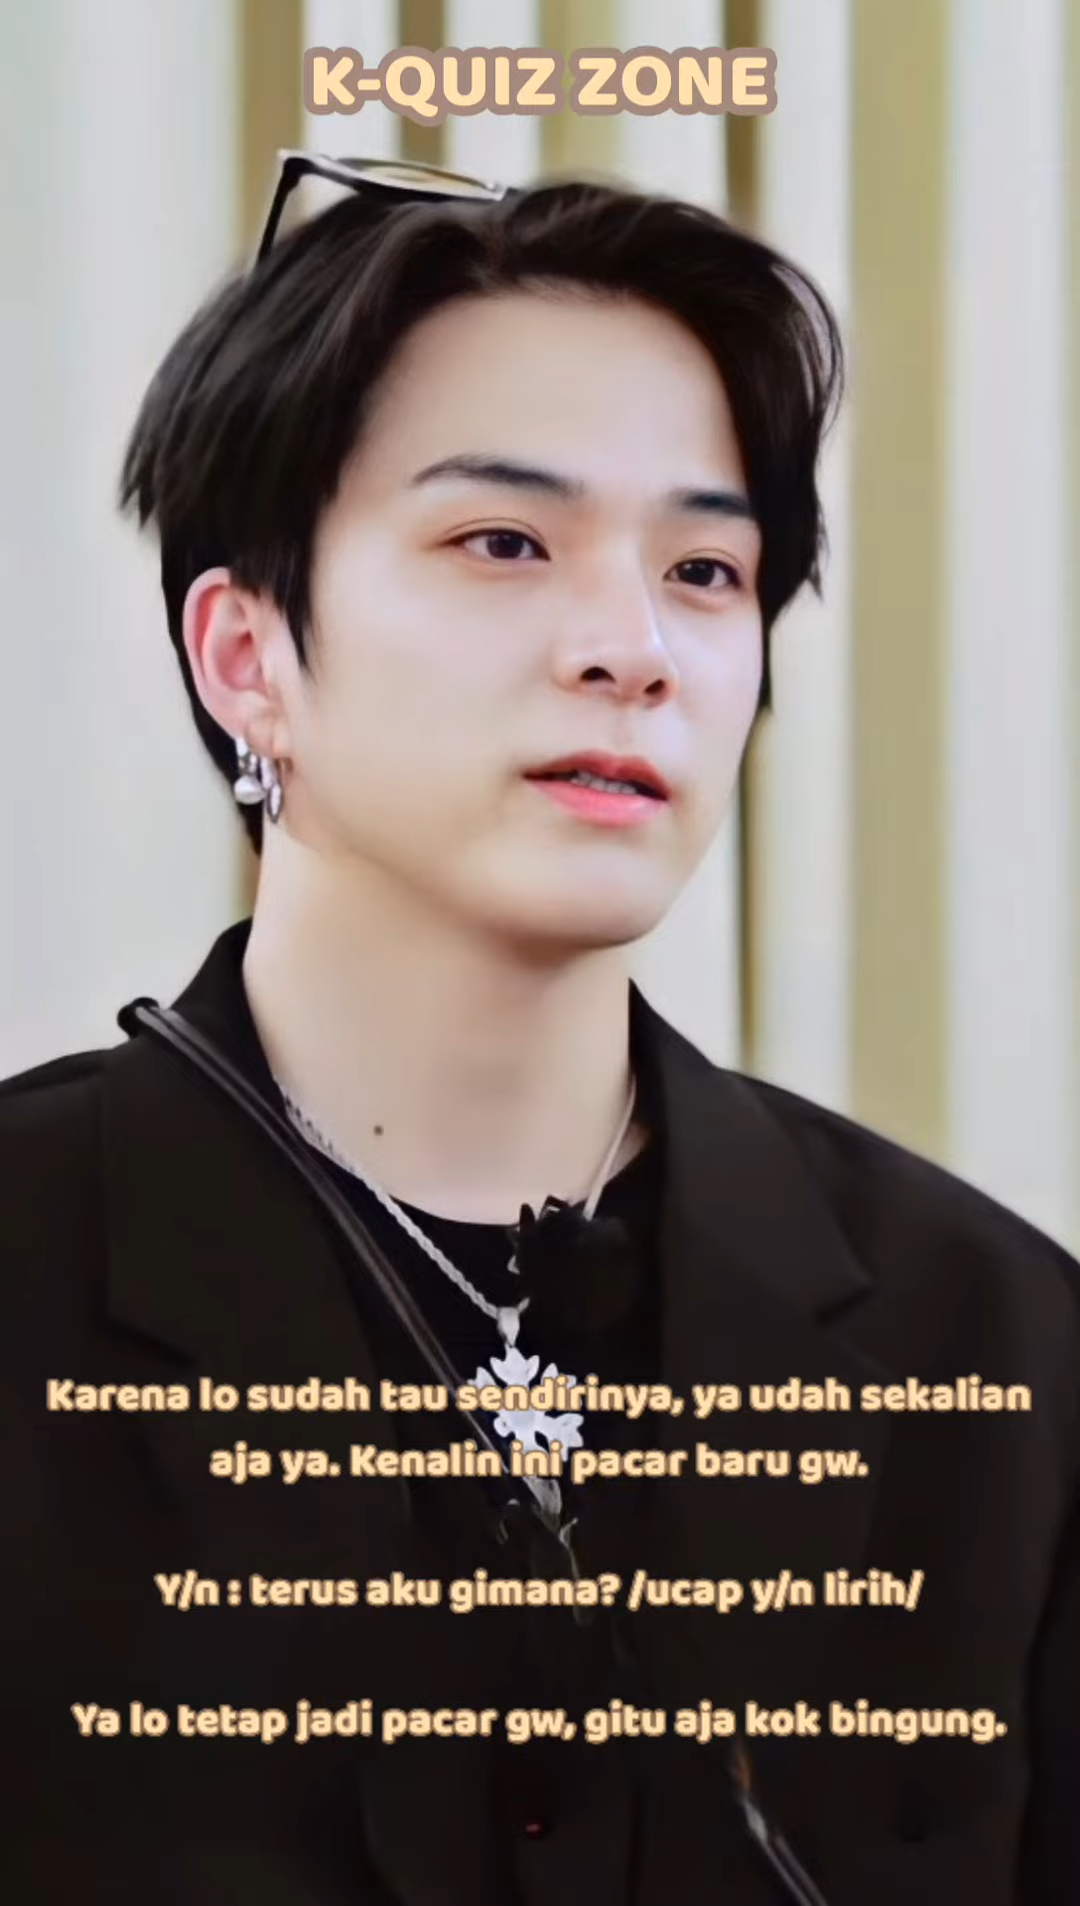 K-QUIZ ZONE
Karena lo sudah tau sendirinya, ya udah sekalian
aja ya. Kenalin ini pacar baru gw.
Y/n : terus aku gimana? /ucap y/n lirih/
Ya lo tetap jadi pacar gw, gitu aja kok bingung.